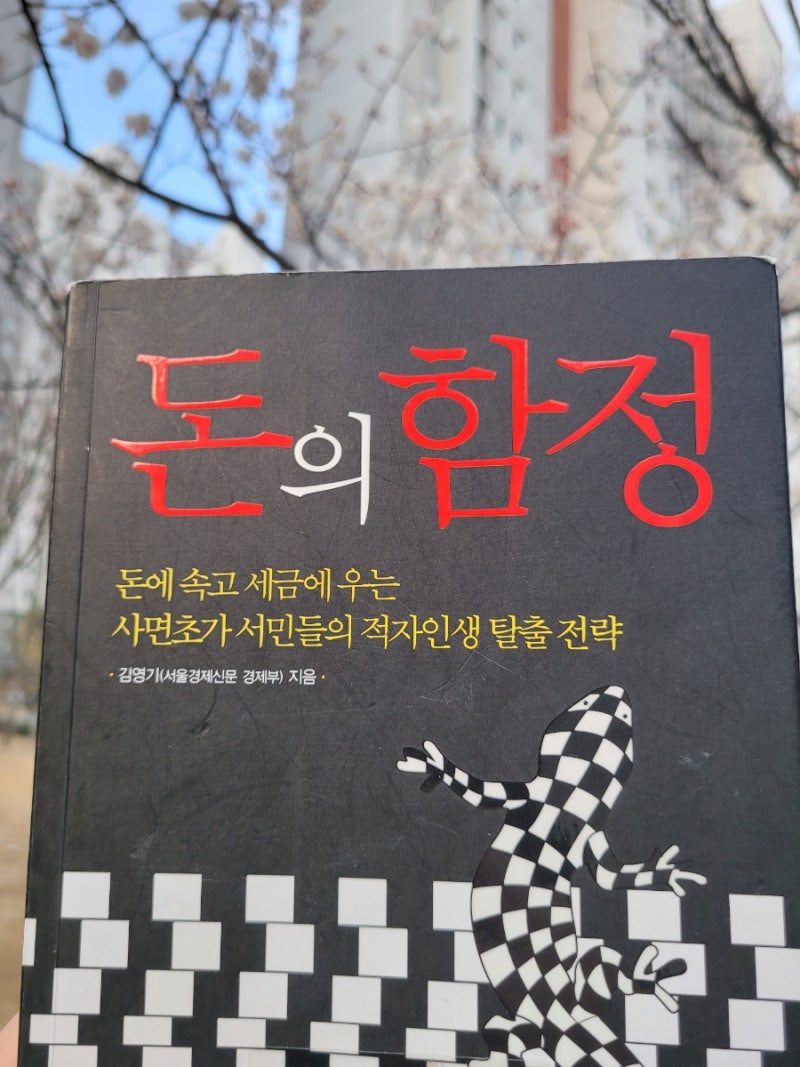 돈의 함정
돈에 속고 세금에 우는
사면초가 서민들의 적자인생 탈출 전략
· 김영기(서울경제신문 경제부) 지음 ·